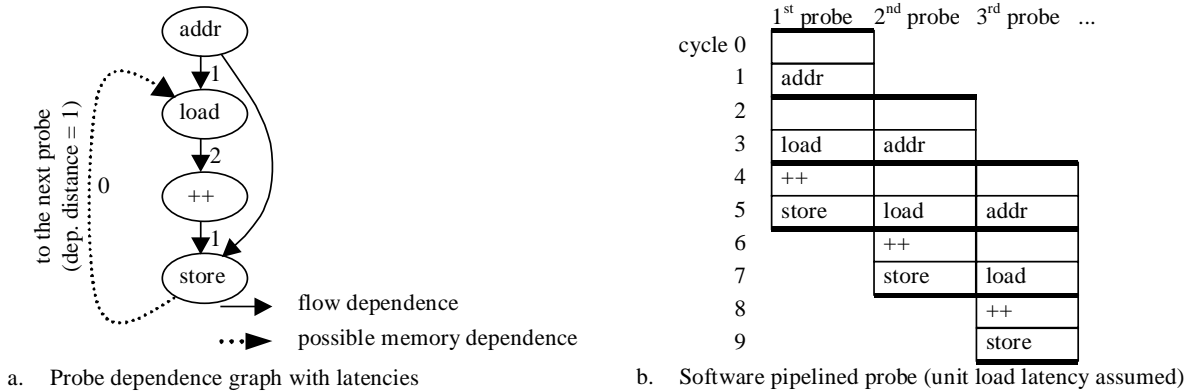 addr
1
load
2
++
1
store
0
to the next probe
(dep. distance = 1)
flow dependence
possible memory dependence
a. Probe dependence graph with latencies
1st probe 2nd probe 3rd probe ...
cycle 0
1 addr
2
3 load addr
4 ++
5 store load addr
6 ++
7 store load
8 ++
9 store
b. Software pipelined probe (unit load latency assumed)